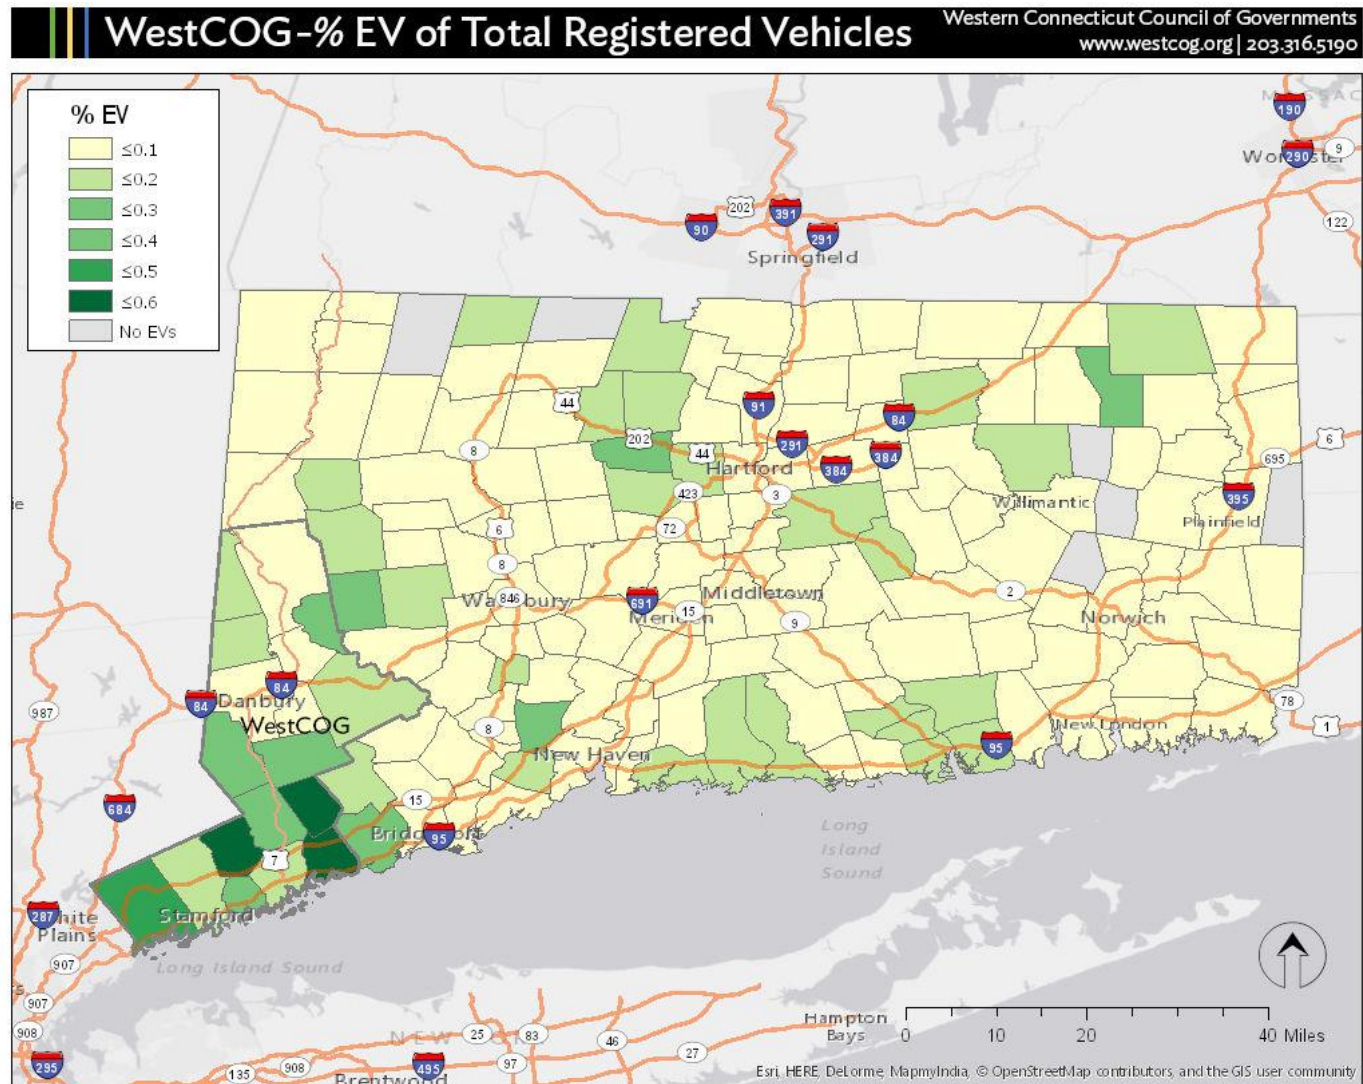 WestCOG-% EV of Total Registered Vehicles
Western Connecticut Council of Governments
www.westcog.org | 203.316.5190
% EV
≤0.1
≤0.2
≤0.3
≤0.4
≤0.5
≤0.6
No EVs
190
290
9
122
202
391
90
291
Springfield
44
91
84
202
44
291
8
Hartford
384
384
6
695
423
3
395
Willimantic
Plainfield
72
6
8
846
691
Middletown
15
9
2
Norwich
84
84
Danbury
WestCOG
987
78
1
New London
8
95
New Haven
15
684
95
7
Long
Island
Sound
287
Stamford
Plains
907
Long Island Sound
907
908
Hampton
Bays
0 10 20 40 Miles
25
83
46
27
295
135
908
495
97
Brentwood
Esri, HERE, DeLorme, MapmyIndia, © OpenStreetMap contributors, and the GIS user community